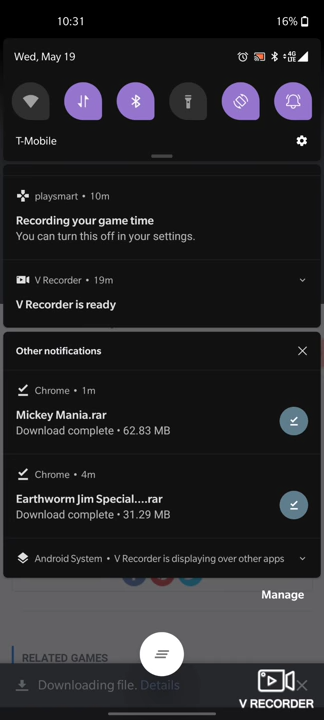 10:31
16%
Wed, May 19
4G
LTE
T-Mobile
playsmart • 10m
Recording your game time
You can turn this off in your settings.
V Recorder • 19m
V Recorder is ready
Other notifications
Chrome • 1m
Mickey Mania.rar
Download complete • 62.83 MB
Chrome • 4m
Earthworm Jim Special....rar
Download complete • 31.29 MB
Android System • V Recorder is displaying over other apps
Manage
RELATED GAMES
Downloading file. Details
V RECORDER